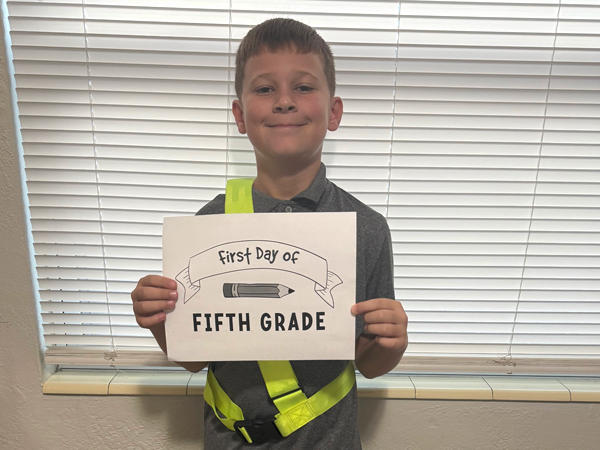 first Day of
FIFTH GRADE